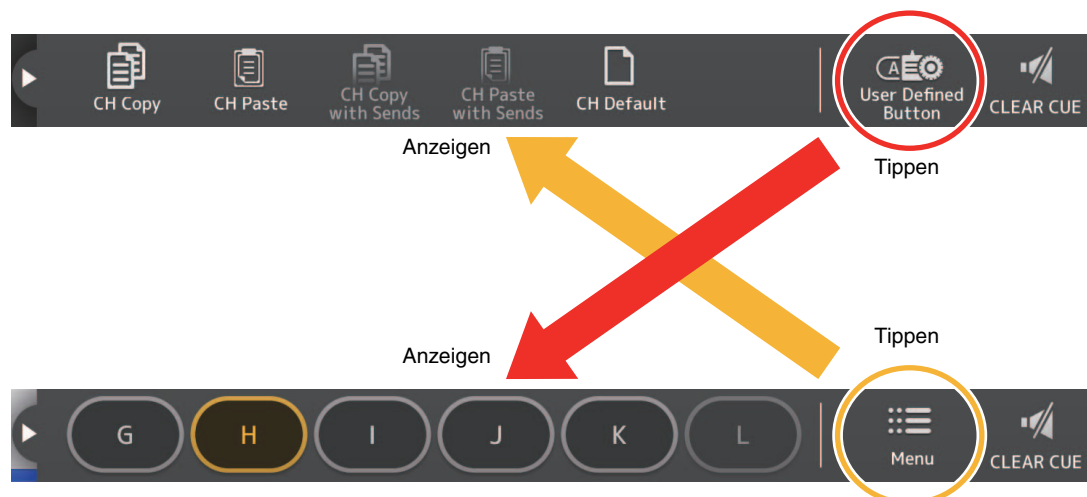 CH Copy
CH Paste
CH Copy
with Sends
CH Paste
with Sends
CH Default
A
User Defined
Button
CLEAR CUE
Anzeigen
Tippen
Anzeigen
Tippen
G
H
I
J
K
L
Menu
CLEAR CUE